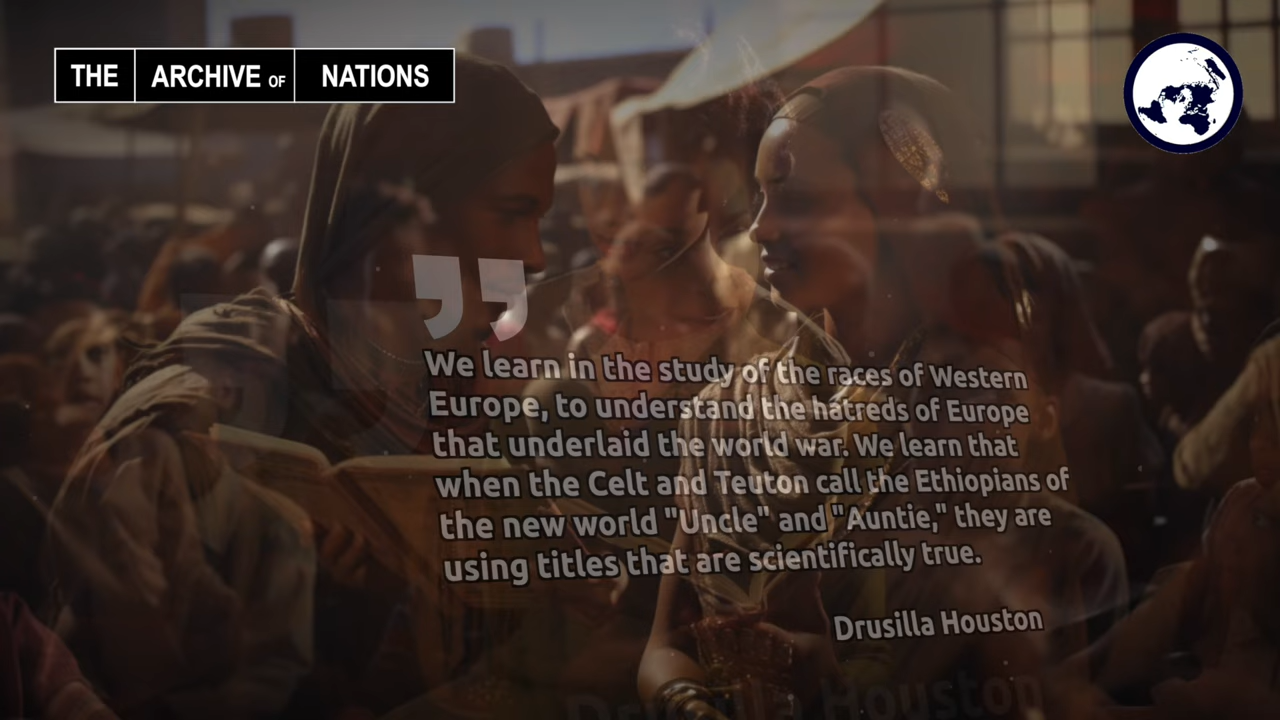 THE ARCHIVE OF NATIONS
We learn in the study of the races of Western
Europe, to understand the hatreds of Europe
that underlaid the world war. We learn that
when the Celt and Teuton call the Ethiopians of
the new world "Uncle" and "Auntie," they are
using titles that are scientifically true.
Drusilla Houston
Drusilla Houston